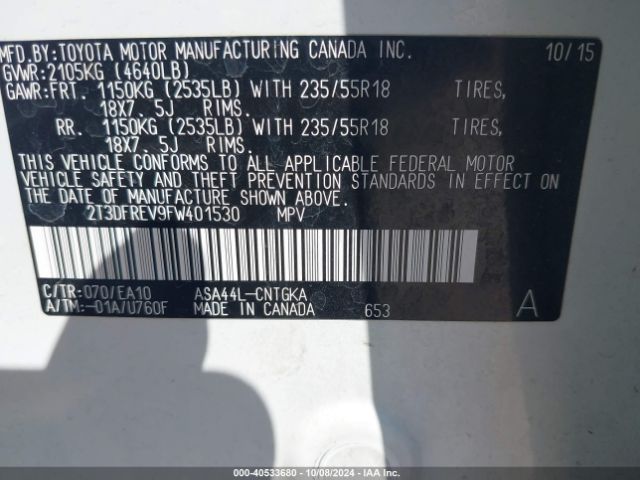 MFD.BY:TOYOTA MOTOR MANUFACTURING CANADA INC. 10/15
GVWR:2105KG (4640LB)
GAWR:FRT. 1150KG (2535LB) WITH 235/55R18 TIRES,
18X7.5J RIMS.
RR. 1150KG (2535LB) WITH 235/55R18 TIRES,
18X7.5J RIMS.
THIS VEHICLE CONFORMS TO ALL APPLICABLE FEDERAL MOTOR
VEHICLE SAFETY AND THEFT PREVENTION STANDARDS IN EFFECT ON
THE DATE OF MANUFACTURE SHOWN ABOVE.
2T3DFREV9FW401530 MPV
C/TR:070/EA10 ASA44L-CNTGKA
A/TM:-01A/U760F MADE IN CANADA 653 A
000-40533680 - 10/08/2024 - IAA Inc.